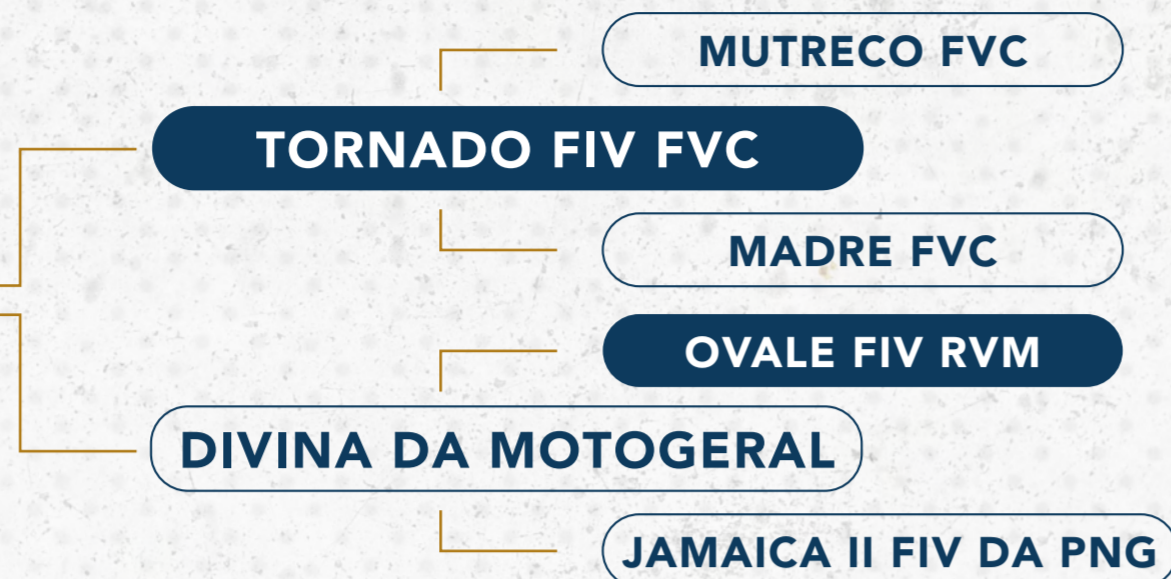 MUTRECO FVC
TORNADO FIV FVC
MADRE FVC
OVALE FIV RVM
DIVINA DA MOTOGERAL
JAMAICA II FIV DA PNG